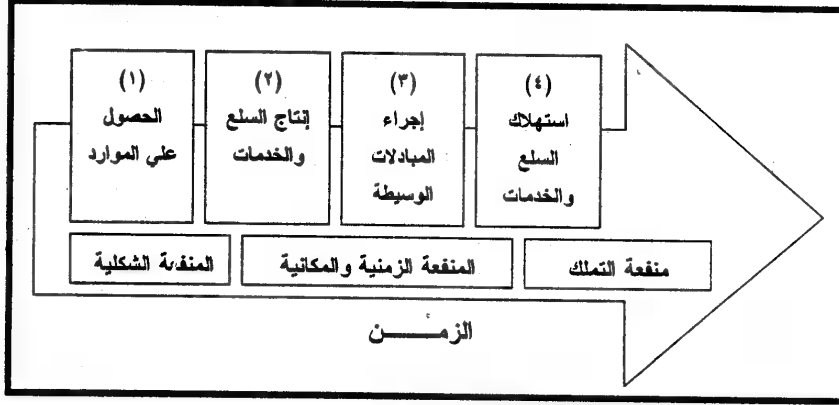 (١)
الحصول
علي الموارد
(٢)
إنتاج السلع
والخدمات
(٣)
إجراء
المبادلات
الوسيطة
(٤)
استهلاك
السلع
والخدمات
المنفعة الشكلية
المنفعة الزمنية والمكانية
منفعة التملك
الزمـــــن